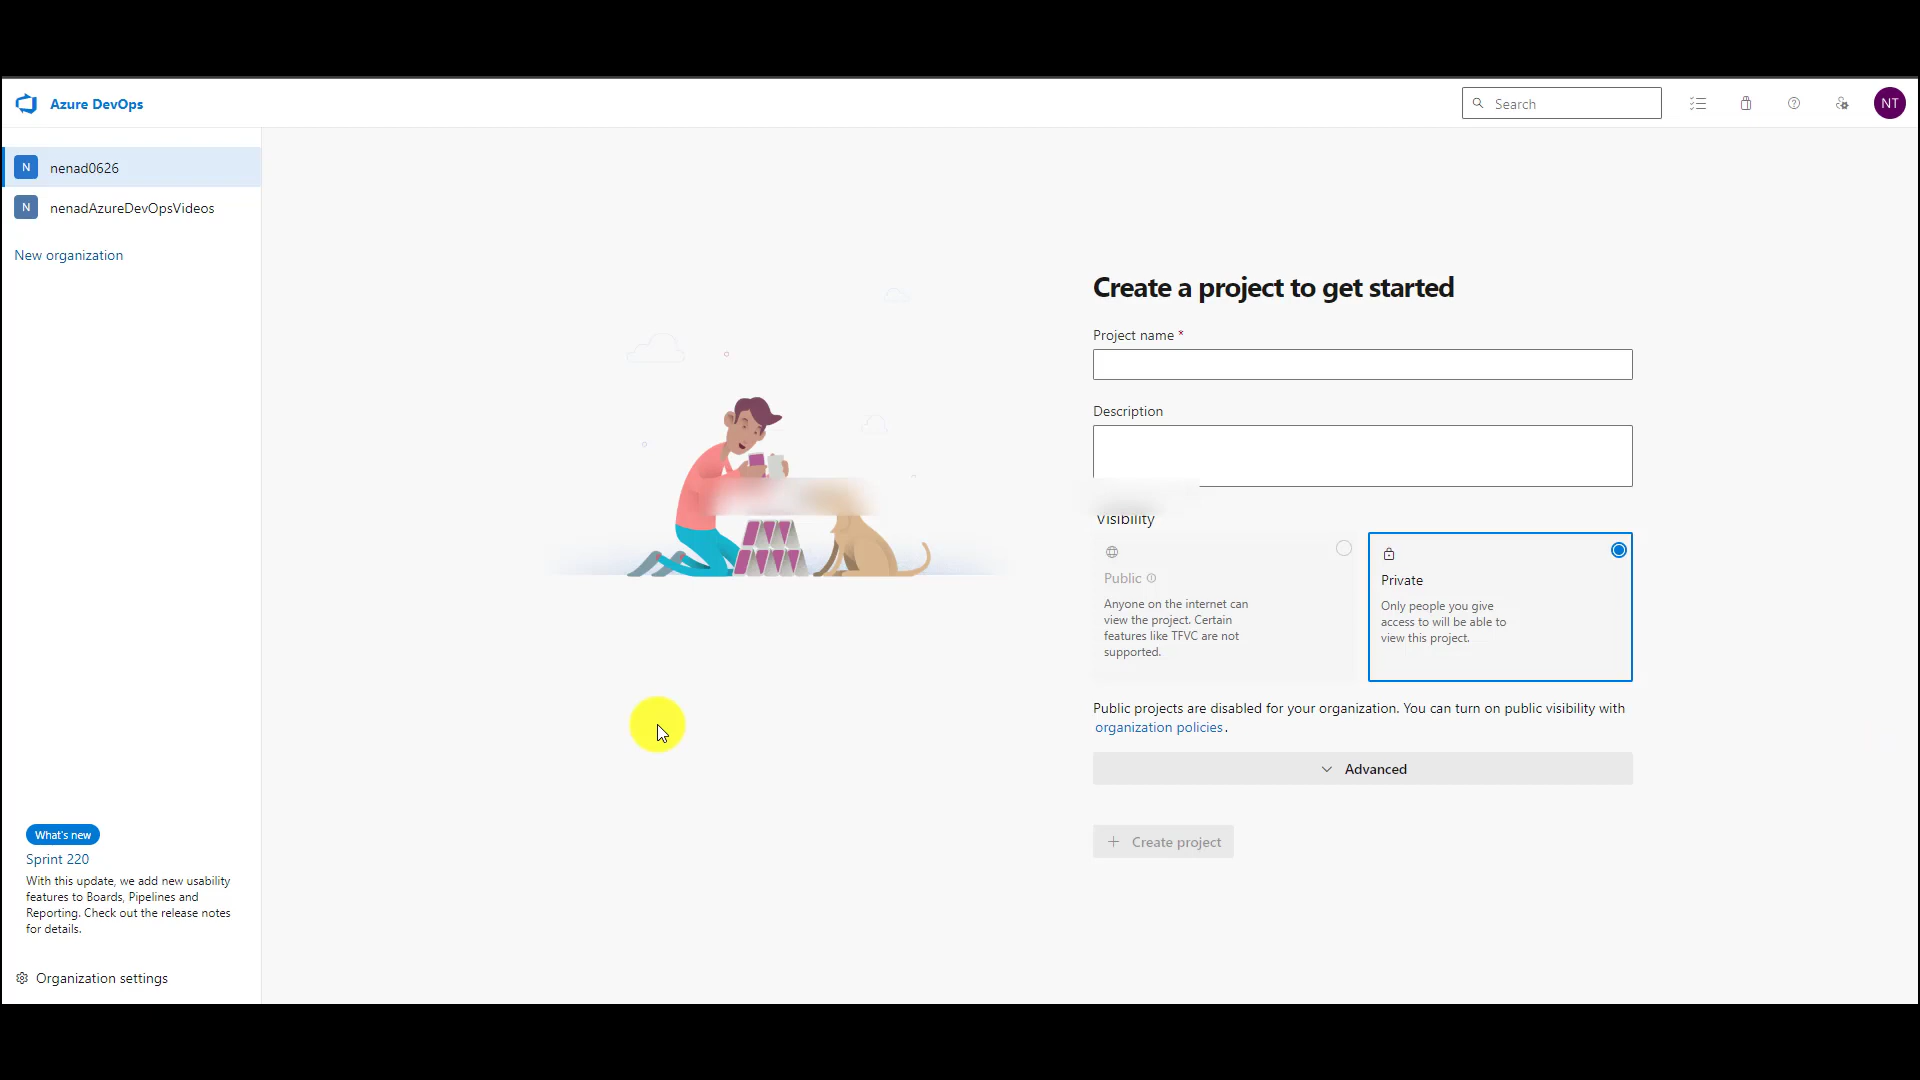 Azure DevOps
Search
NT
N nenad0626
N nenadAzureDevOpsVideos
New organization
Create a project to get started
Project name *
Description
Visibility
Public
Anyone on the internet can
view the project. Certain
features like TFVC are not
supported.
Private
Only people you give
access to will be able to
view this project.
Public projects are disabled for your organization. You can turn on public visibility with
organization policies.
Advanced
+ Create project
What's new
Sprint 220
With this update, we add new usability
features to Boards, Pipelines and
Reporting. Check out the release notes
for details.
Organization settings